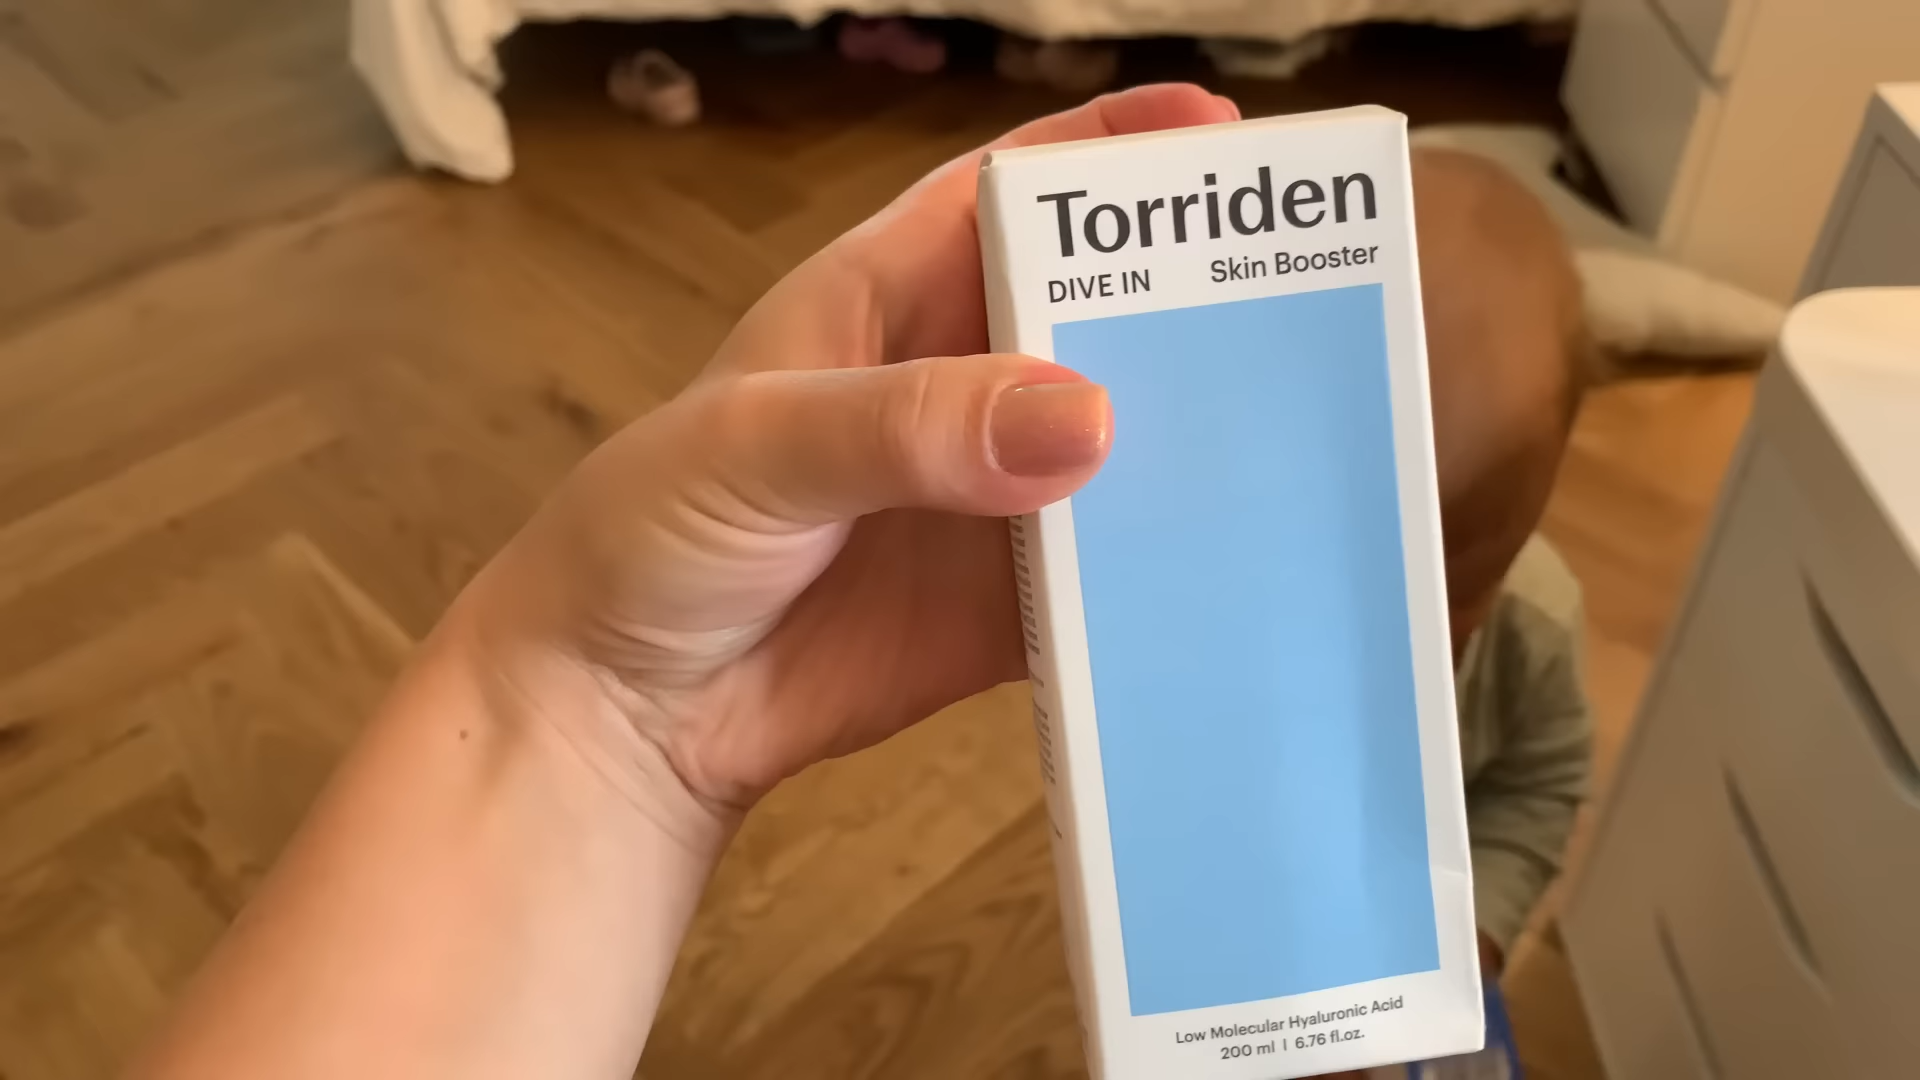 Torriden
DIVE IN Skin Booster
Low Molecular Hyaluronic Acid
200 ml | 6.76 fl.oz.